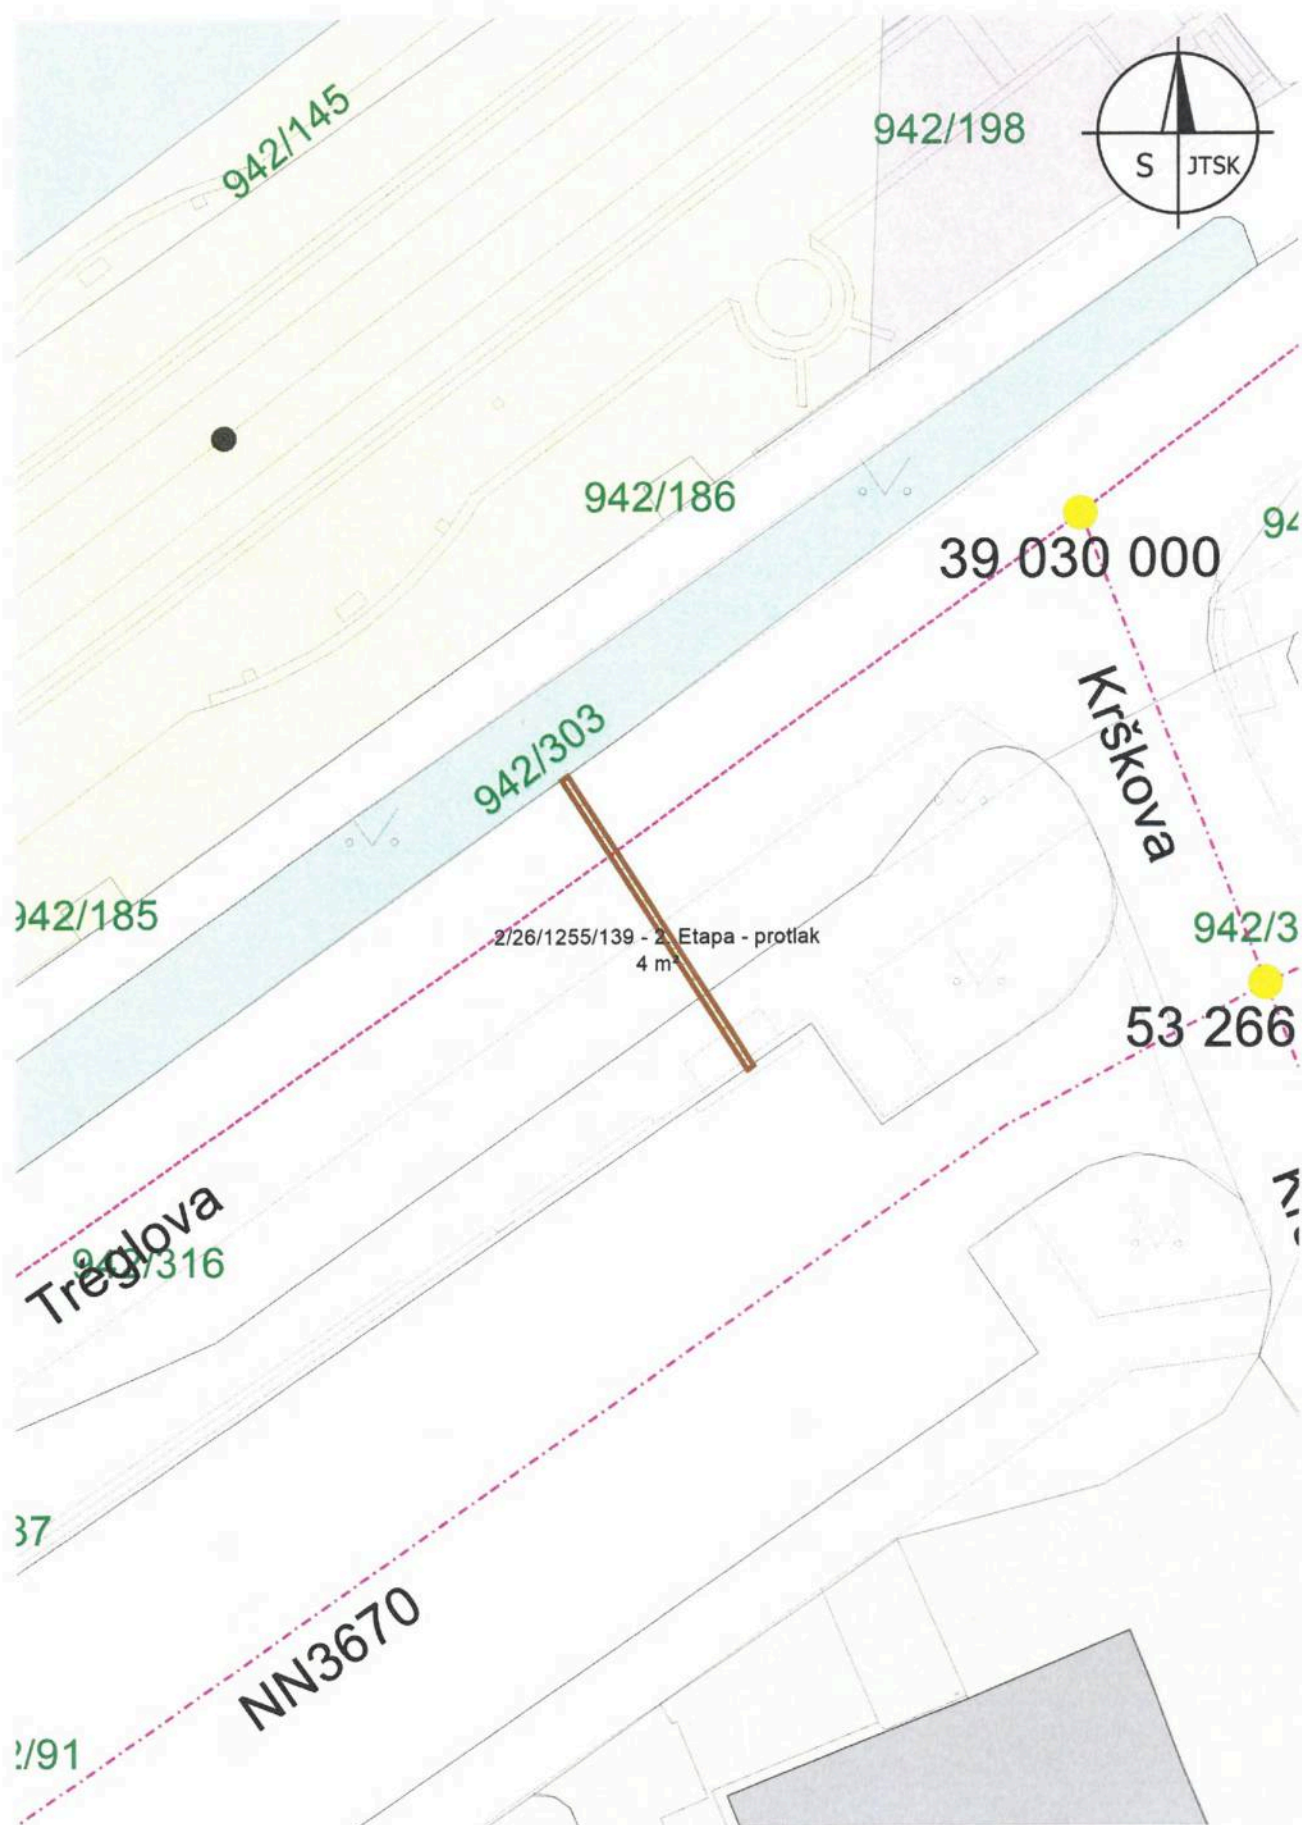 942/145
942/198
S JTSK
942/186
39 030 000
Krškova
942/303
942/185
2/26/1255/139 - 2. Etapa - protlak
4 m²
53 266
Tréglova
942/316
NN3670